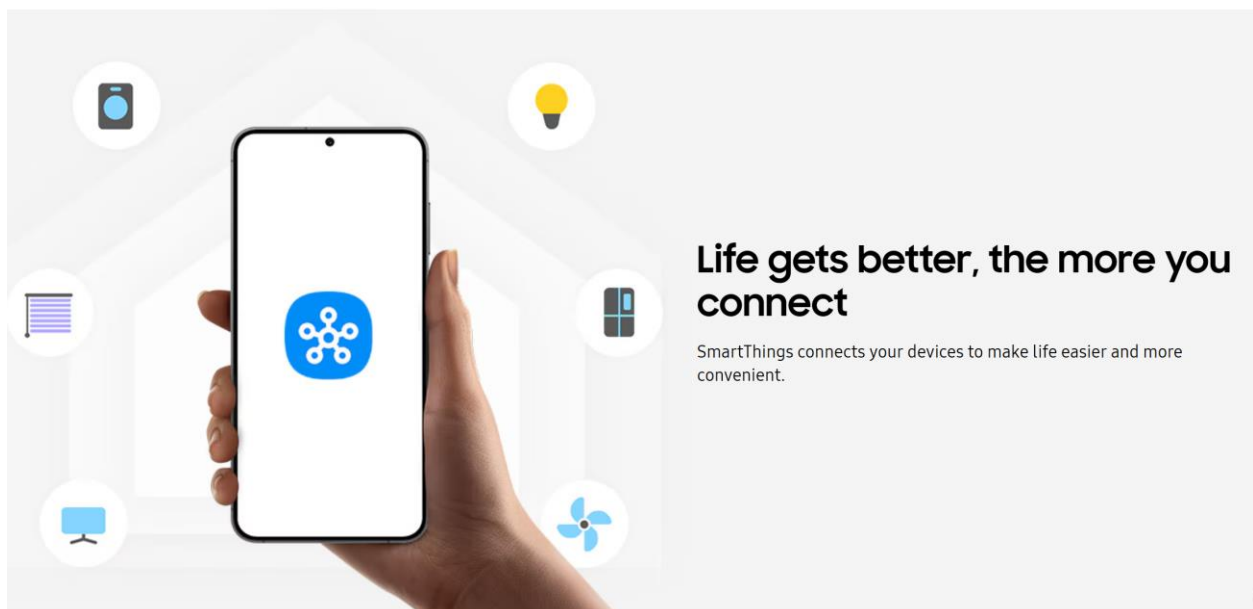 Life gets better, the more you
connect
SmartThings connects your devices to make life easier and more
convenient.